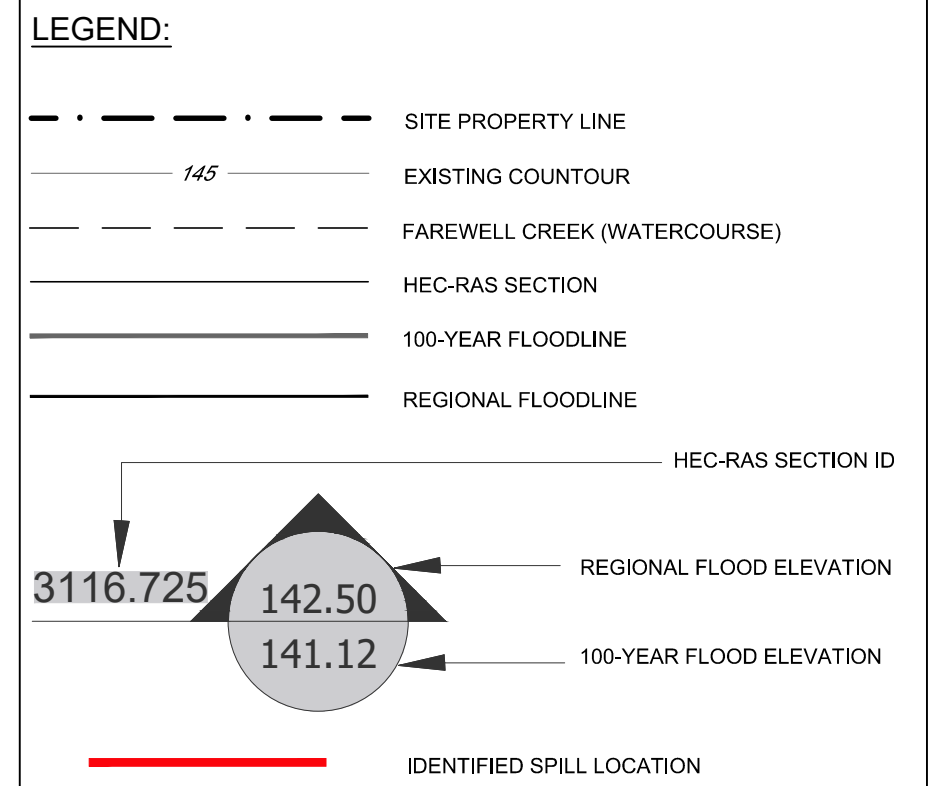 LEGEND:
SITE PROPERTY LINE
145
EXISTING COUNTOUR
FAREWELL CREEK (WATERCOURSE)
HEC-RAS SECTION
100-YEAR FLOODLINE
REGIONAL FLOODLINE
HEC-RAS SECTION ID
3116.725
142.50
REGIONAL FLOOD ELEVATION
141.12
100-YEAR FLOOD ELEVATION
IDENTIFIED SPILL LOCATION